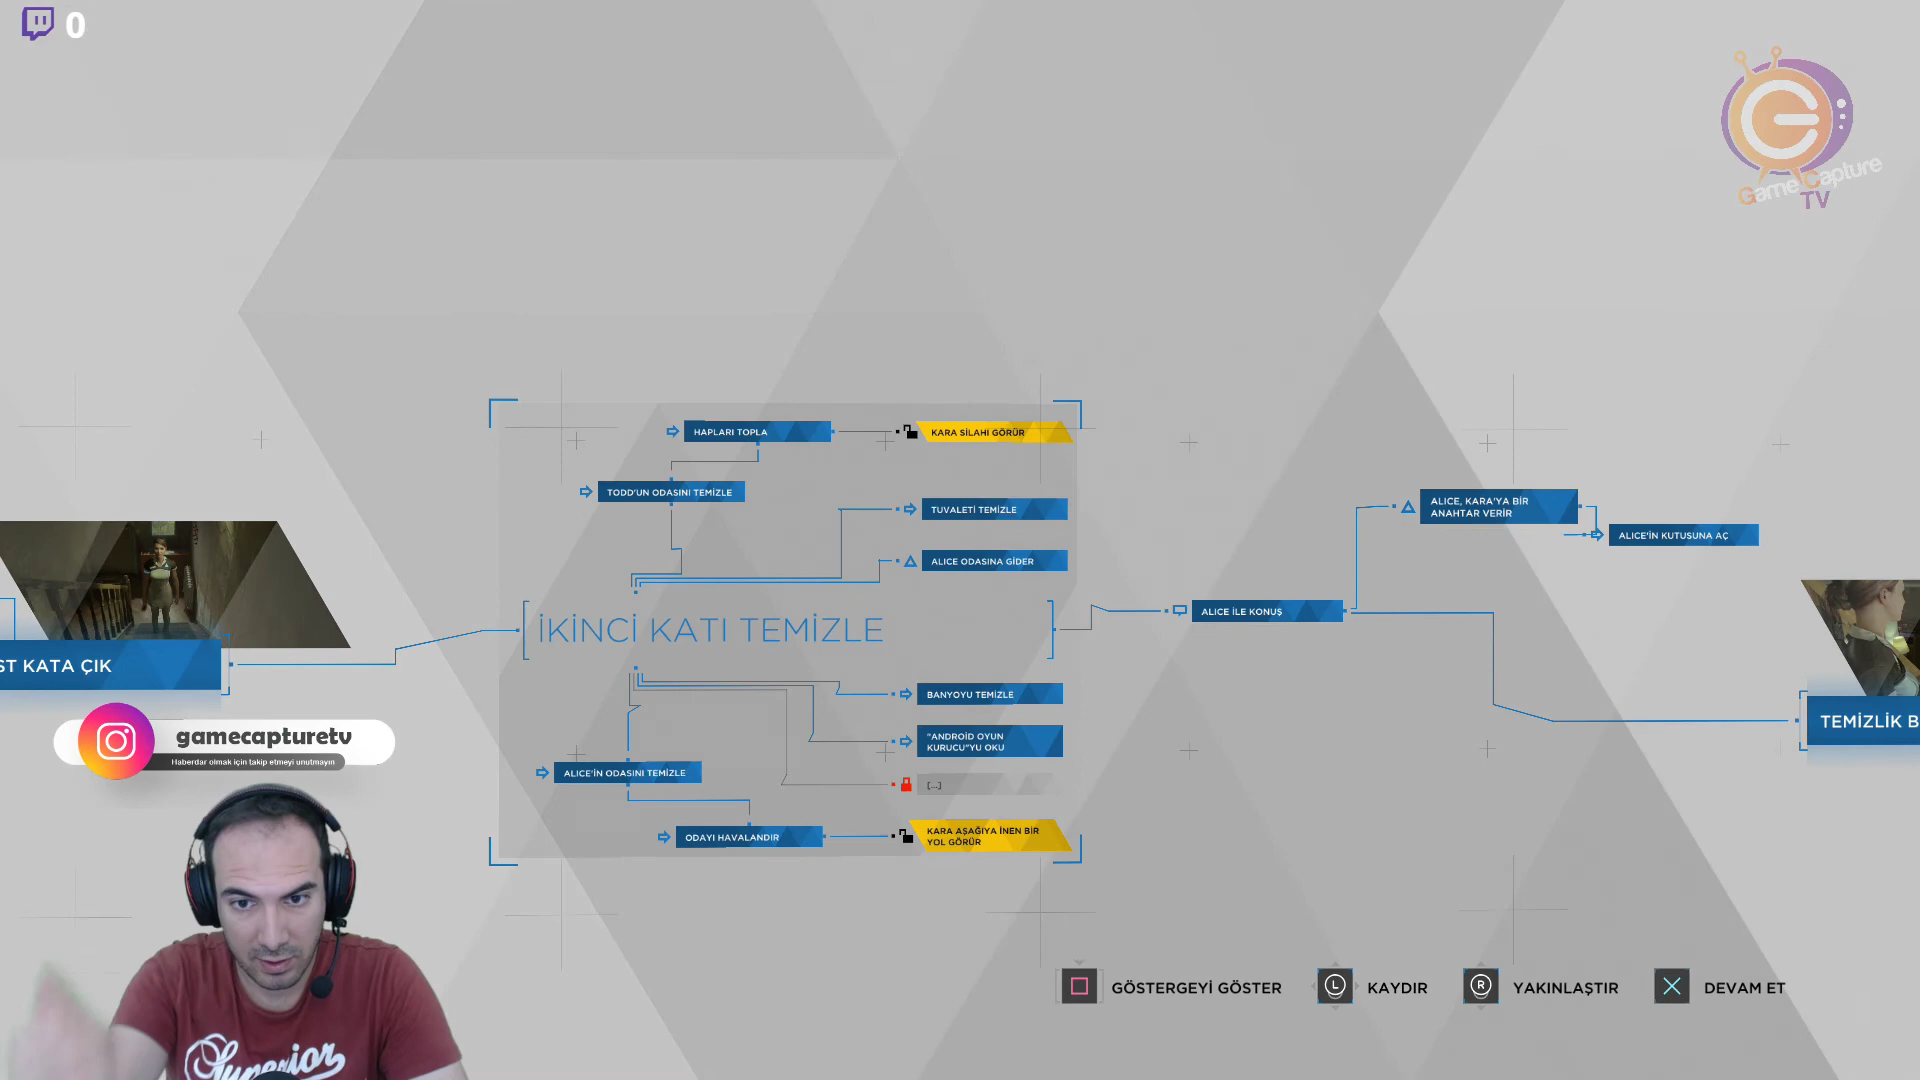 0
Game Capture
TV
HAPLARI TOPLA
KARA SİLAHI GÖRÜR
TODD'UN ODASINI TEMİZLE
TUVALETİ TEMİZLE
ALICE ODASINA GİDER
ALICE, KARA'YA BİR
ANAHTAR VERİR
ALICE'İN KUTUSUNA AÇ
ALICE İLE KONUŞ
İKİNCİ KATI TEMİZLE
ST KATA ÇIK
BANYOYU TEMİZLE
TEMİZLİK B
"ANDROİD OYUN
KURUCU"YU OKU
ALICE'İN ODASINI TEMİZLE
[...]
ODAYI HAVALANDIR
KARA AŞAĞIYA İNEN BİR
YOL GÖRÜR
gamecapturetv
Haberdar olmak için takip etmeyi unutmayın
GÖSTERGEYİ GÖSTER
L
KAYDIR
R
YAKINLAŞTIR
DEVAM ET
Superior